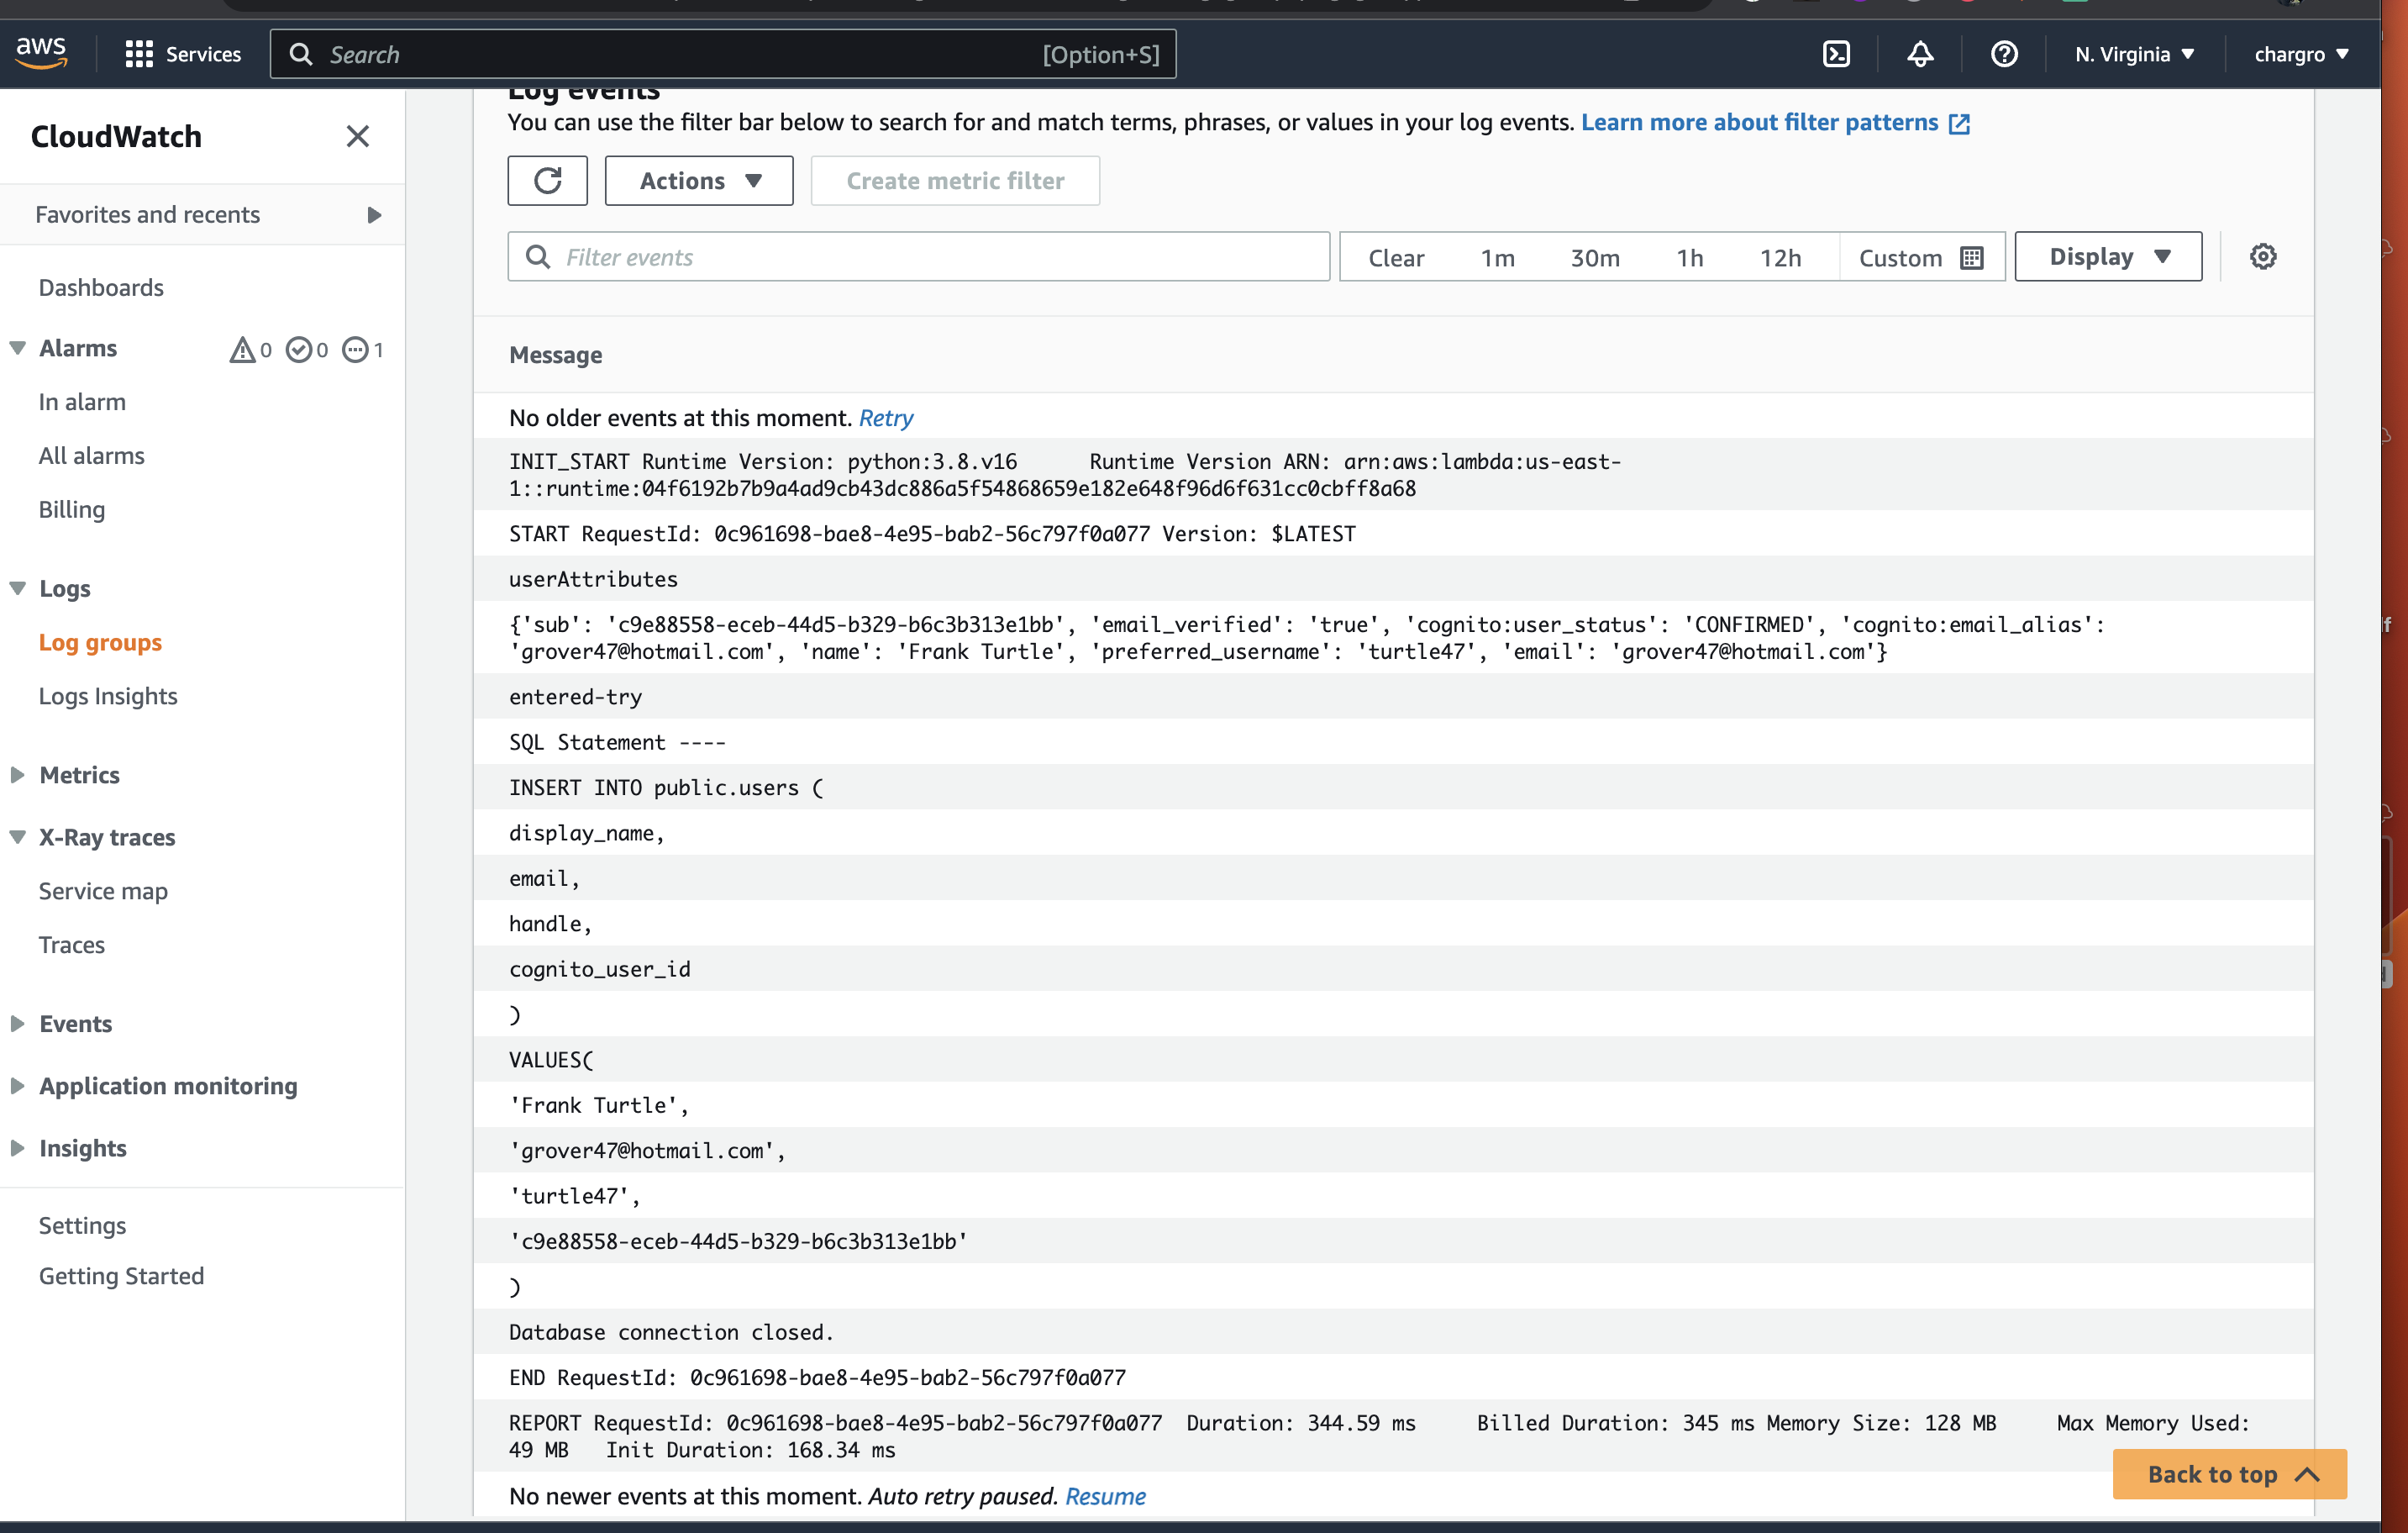 aws
Services
Search
[Option+S]
N. Virginia
chargro
CloudWatch
Favorites and recents
Dashboards
Alarms
0
0
1
In alarm
All alarms
Billing
Logs
Log groups
Logs Insights
Metrics
X-Ray traces
Service map
Traces
Events
Application monitoring
Insights
Settings
Getting Started
Log events
You can use the filter bar below to search for and match terms, phrases, or values in your log events. Learn more about filter patterns
Actions
Create metric filter
Filter events
Clear
1m
30m
1h
12h
Custom
Display
Message
No older events at this moment. Retry
INIT_START Runtime Version: python:3.8.v16 Runtime Version ARN: arn:aws:lambda:us-east-
1::runtime:04f6192b7b9a4ad9cb43dc886a5f54868659e182e648f96d6f631cc0cbff8a68
START RequestId: 0c961698-bae8-4e95-bab2-56c797f0a077 Version: $LATEST
userAttributes
{'sub': 'c9e88558-eceb-44d5-b329-b6c3b313e1bb', 'email_verified': 'true', 'cognito:user_status': 'CONFIRMED', 'cognito:email_alias':
'grover47@hotmail.com', 'name': 'Frank Turtle', 'preferred_username': 'turtle47', 'email': 'grover47@hotmail.com'}
entered-try
SQL Statement ----
INSERT INTO public.users (
display_name,
email,
handle,
cognito_user_id
)
VALUES(
'Frank Turtle',
'grover47@hotmail.com',
'turtle47',
'c9e88558-eceb-44d5-b329-b6c3b313e1bb'
)
Database connection closed.
END RequestId: 0c961698-bae8-4e95-bab2-56c797f0a077
REPORT RequestId: 0c961698-bae8-4e95-bab2-56c797f0a077 Duration: 344.59 ms Billed Duration: 345 ms Memory Size: 128 MB Max Memory Used:
49 MB Init Duration: 168.34 ms
No newer events at this moment. Auto retry paused. Resume
Back to top